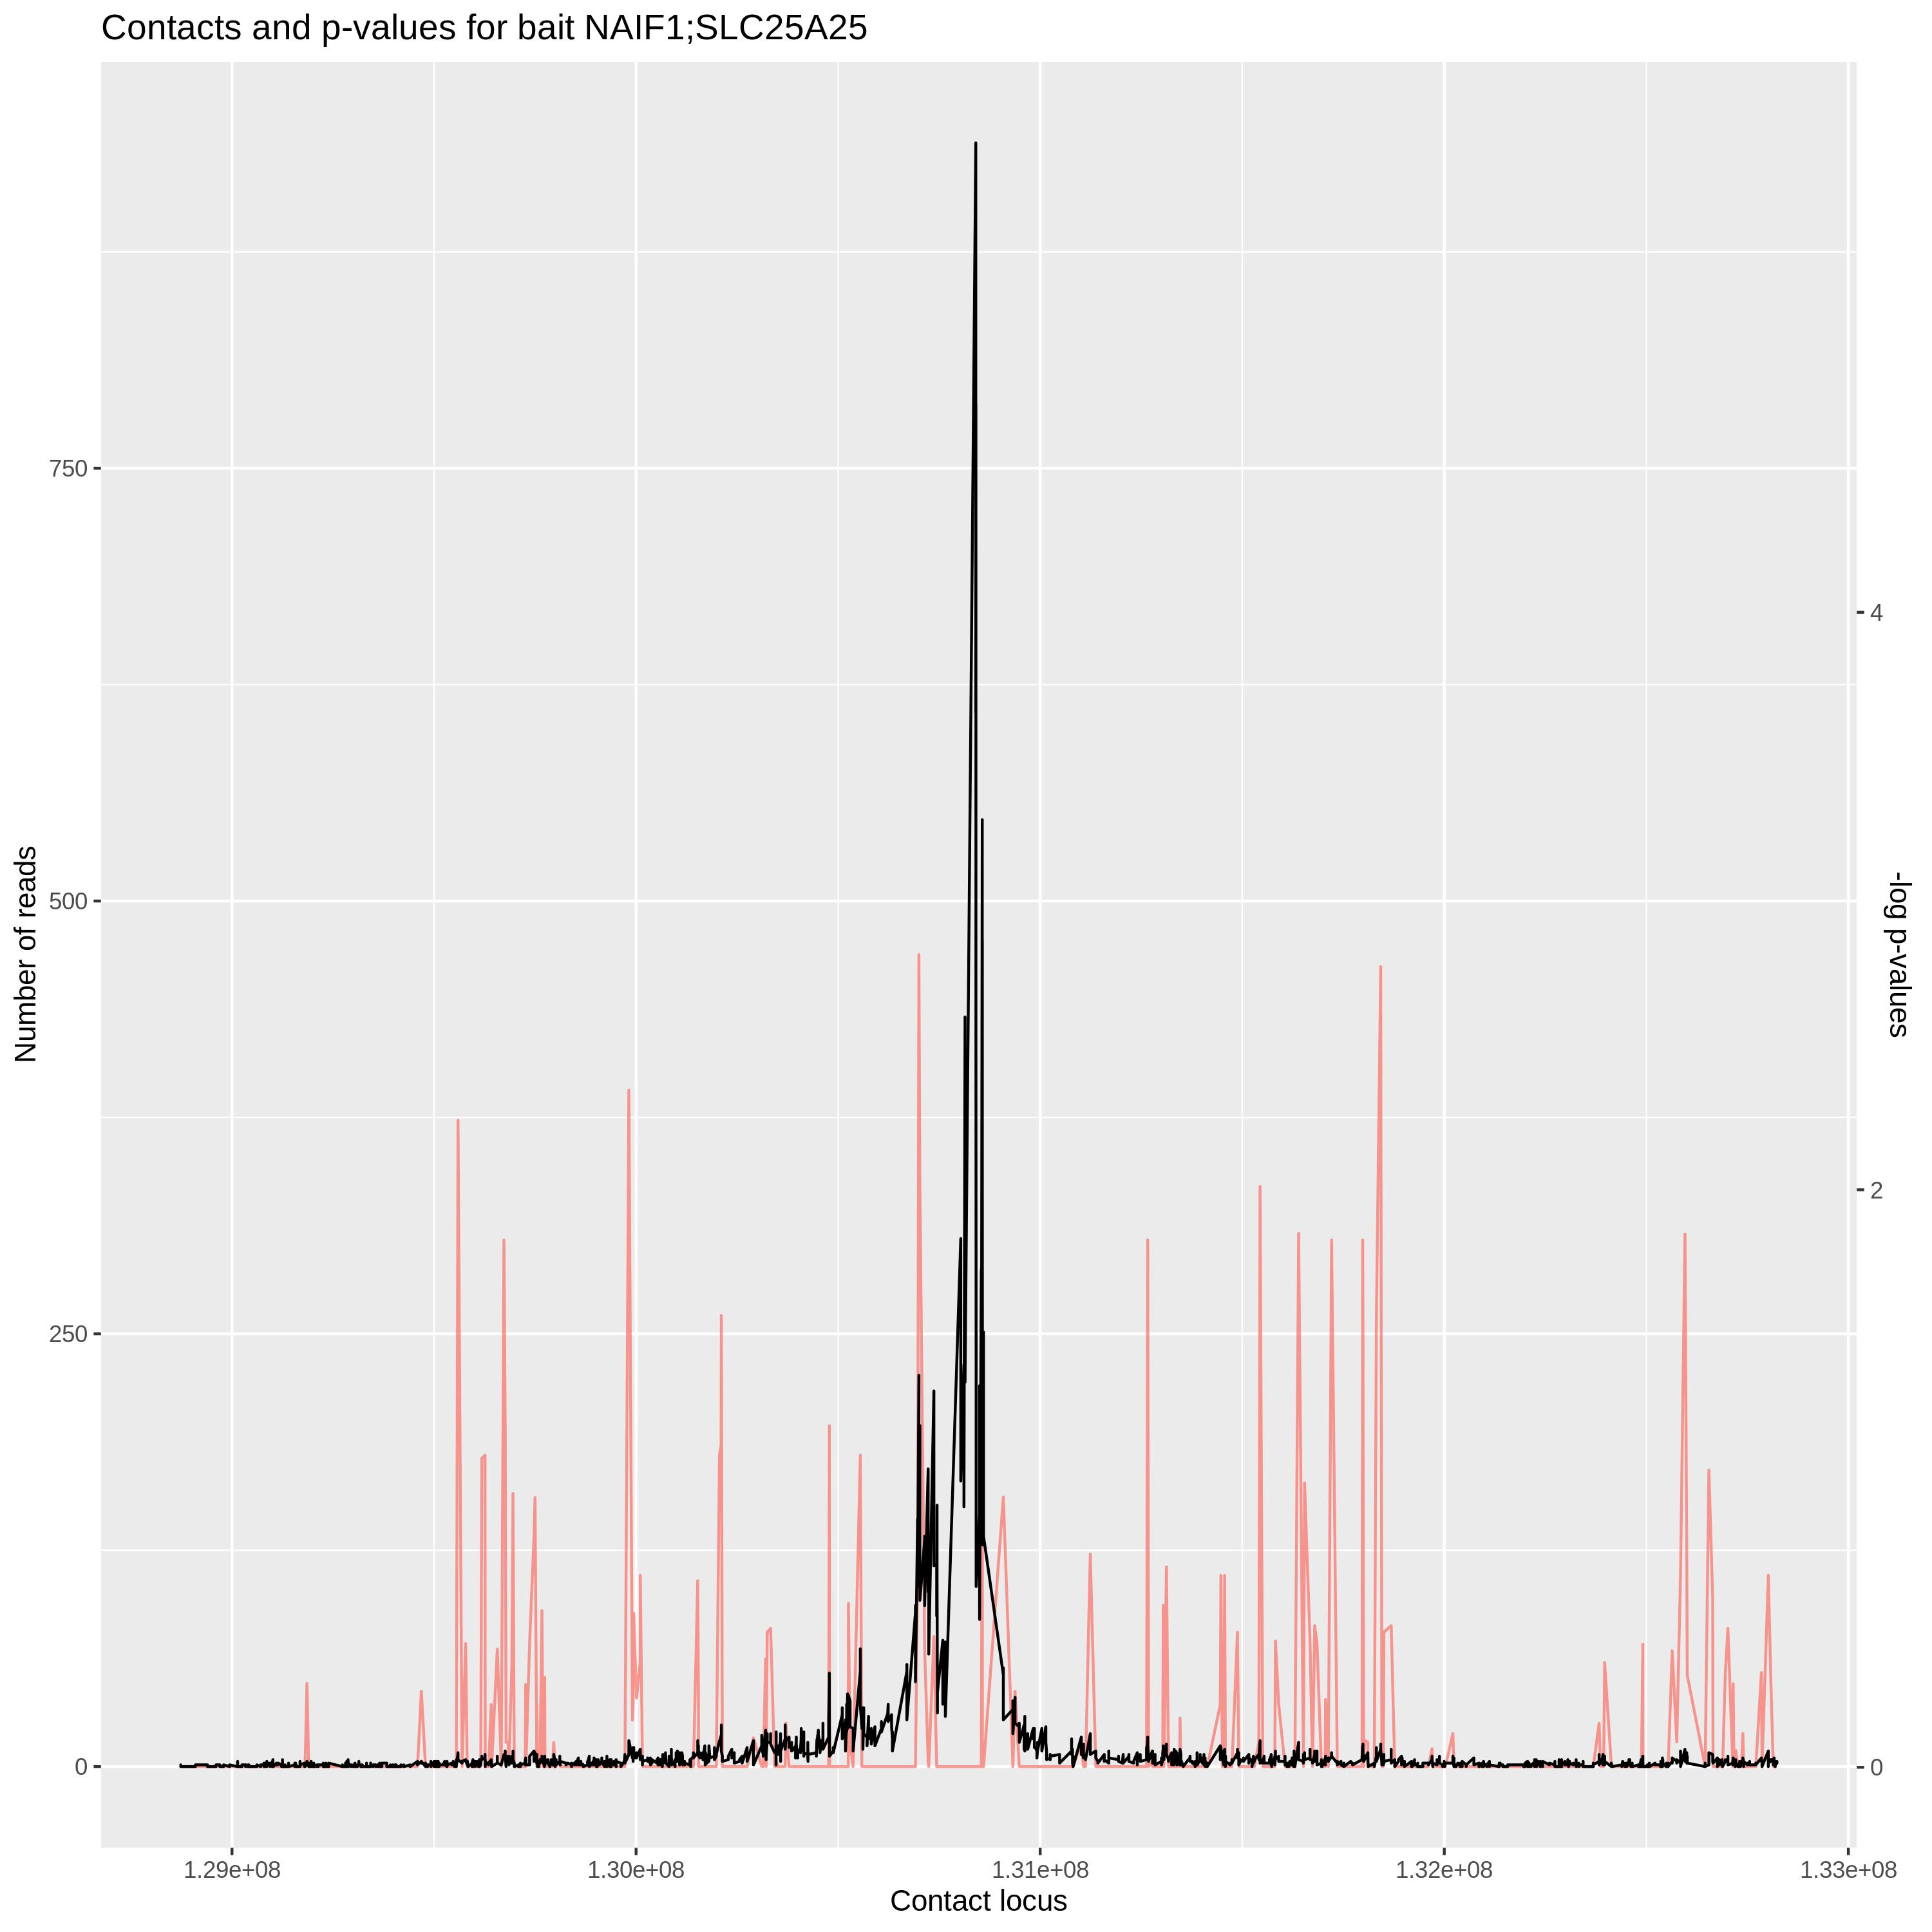 Contacts and p-values for bait NAIF1;SLC25A25
Number of reads
750
500
250
0
-log p-values
4
2
0
1.29e+08 1.30e+08 1.31e+08 1.32e+08 1.33e+08
Contact locus